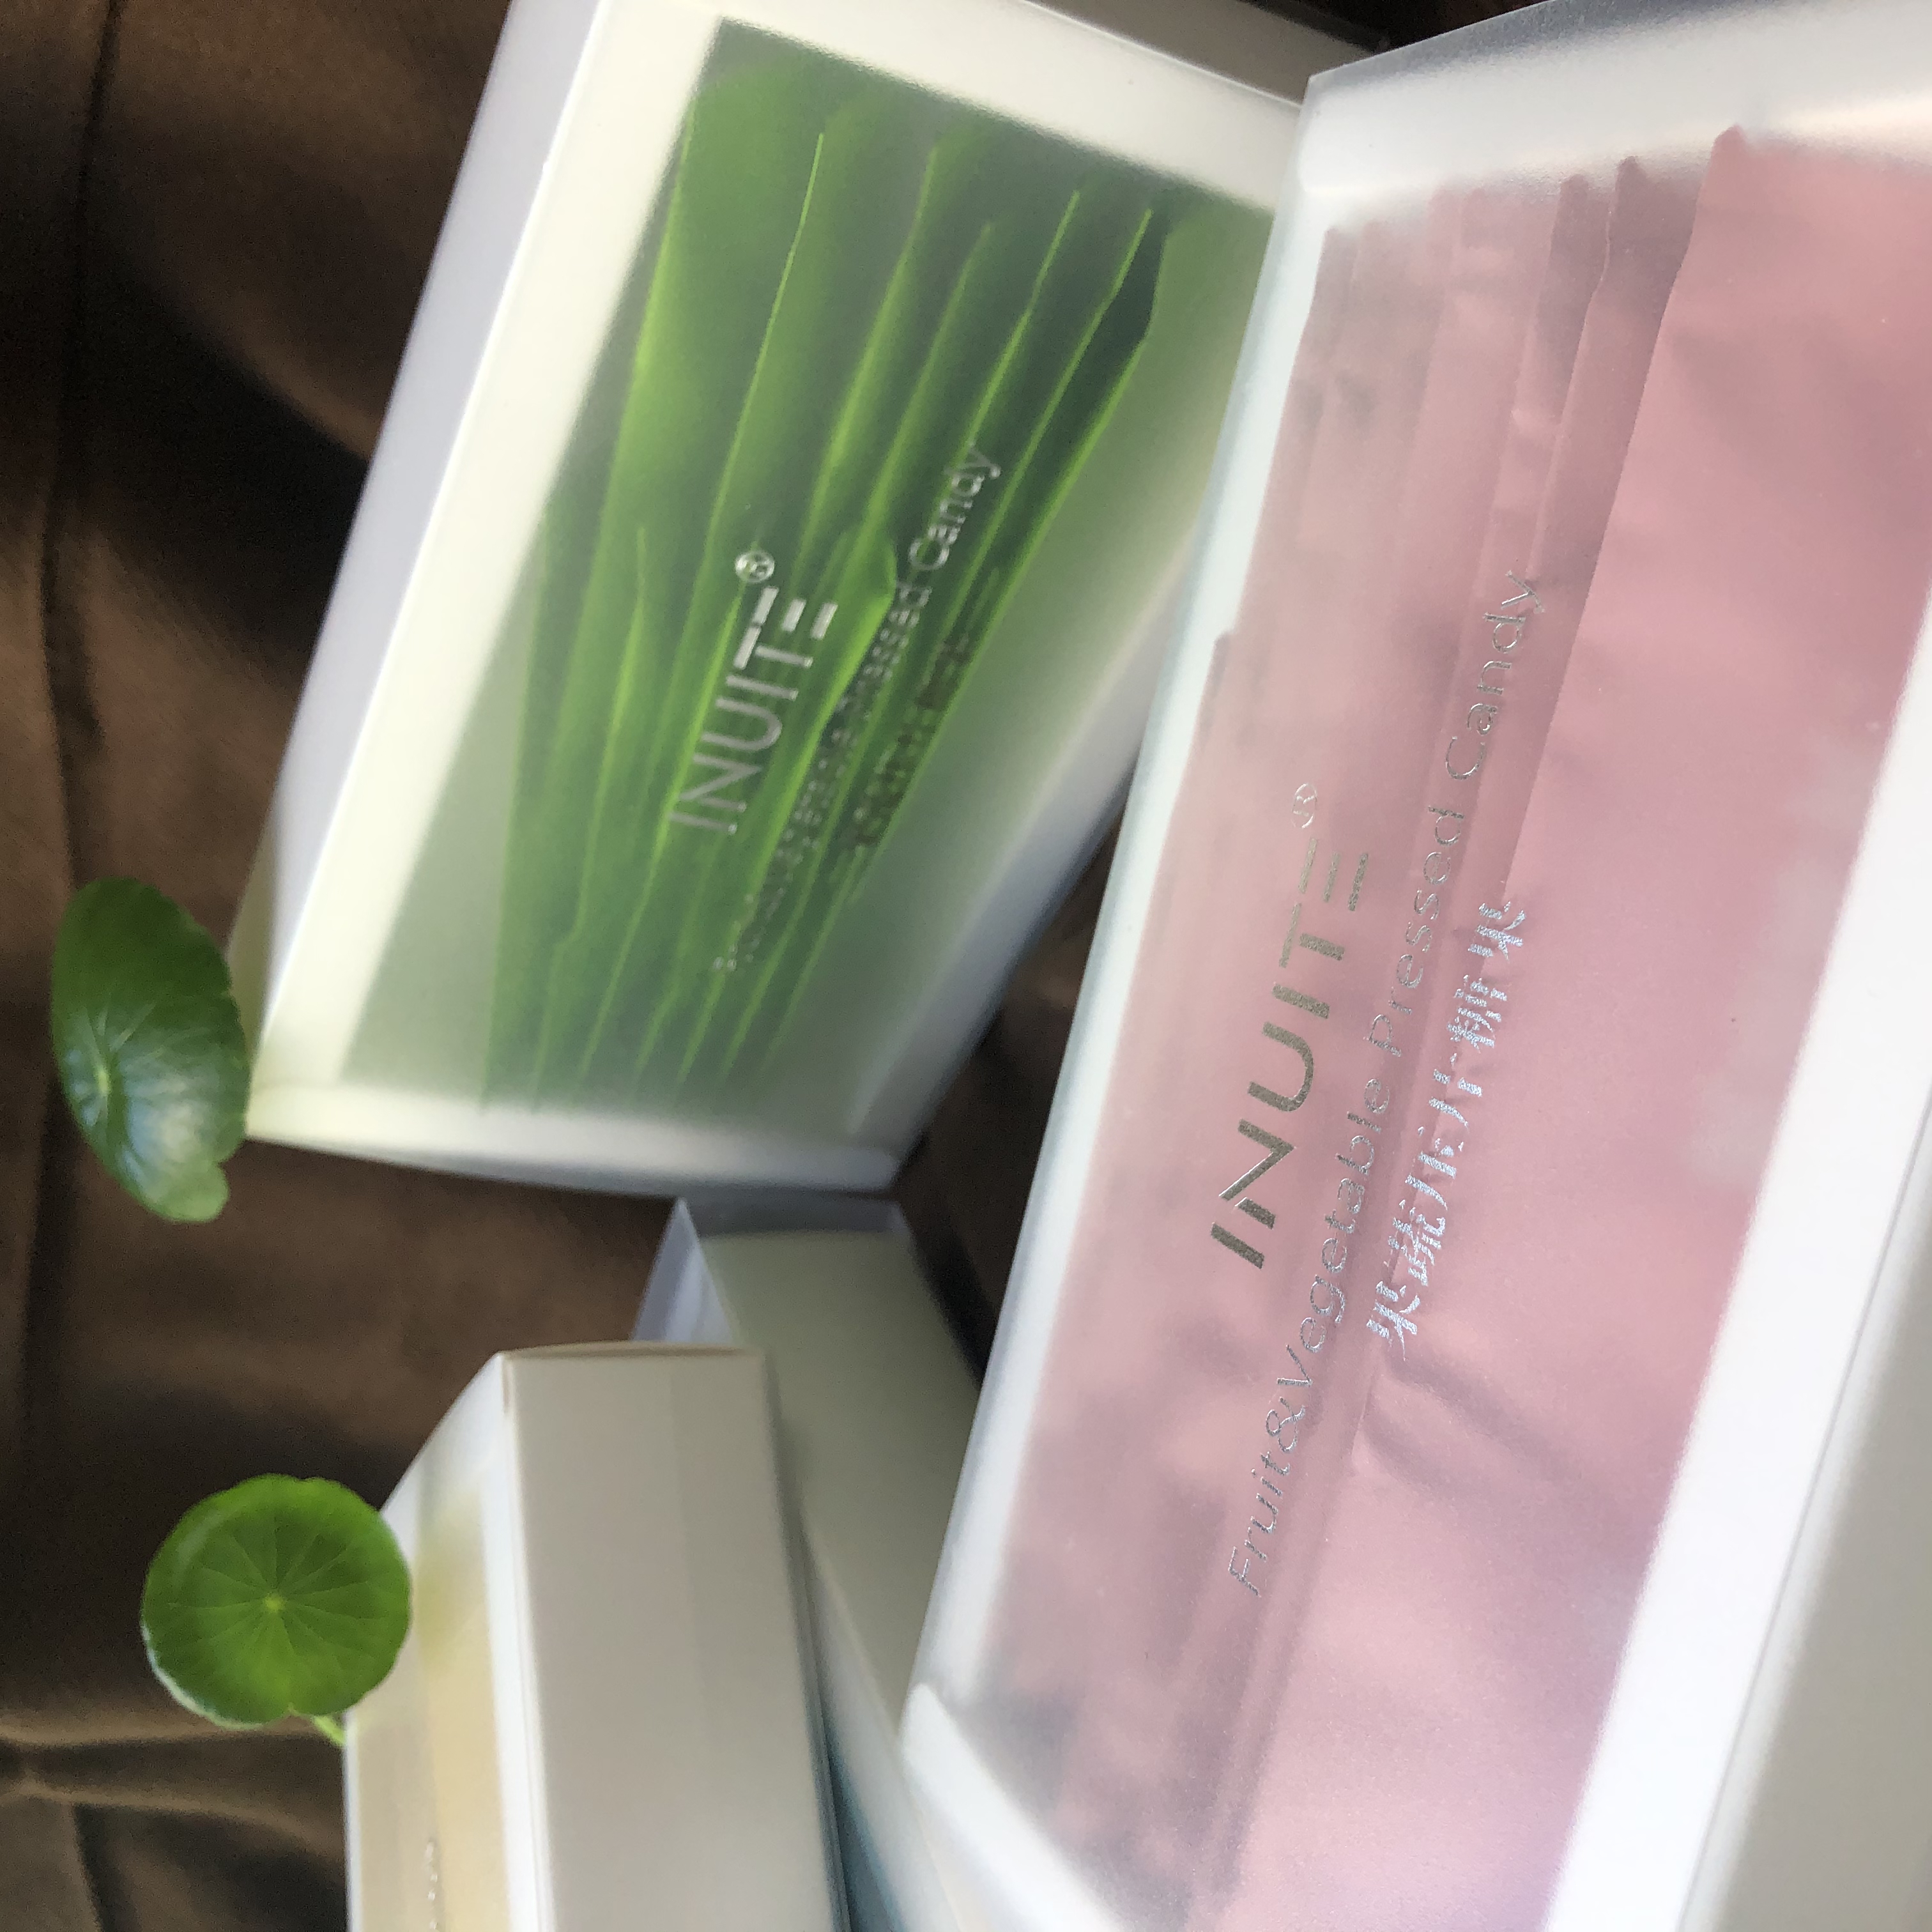 INUITE®
Pressed Candy
INUITE®
Fruit&Vegetable Pressed Candy
果蔬压片糖果